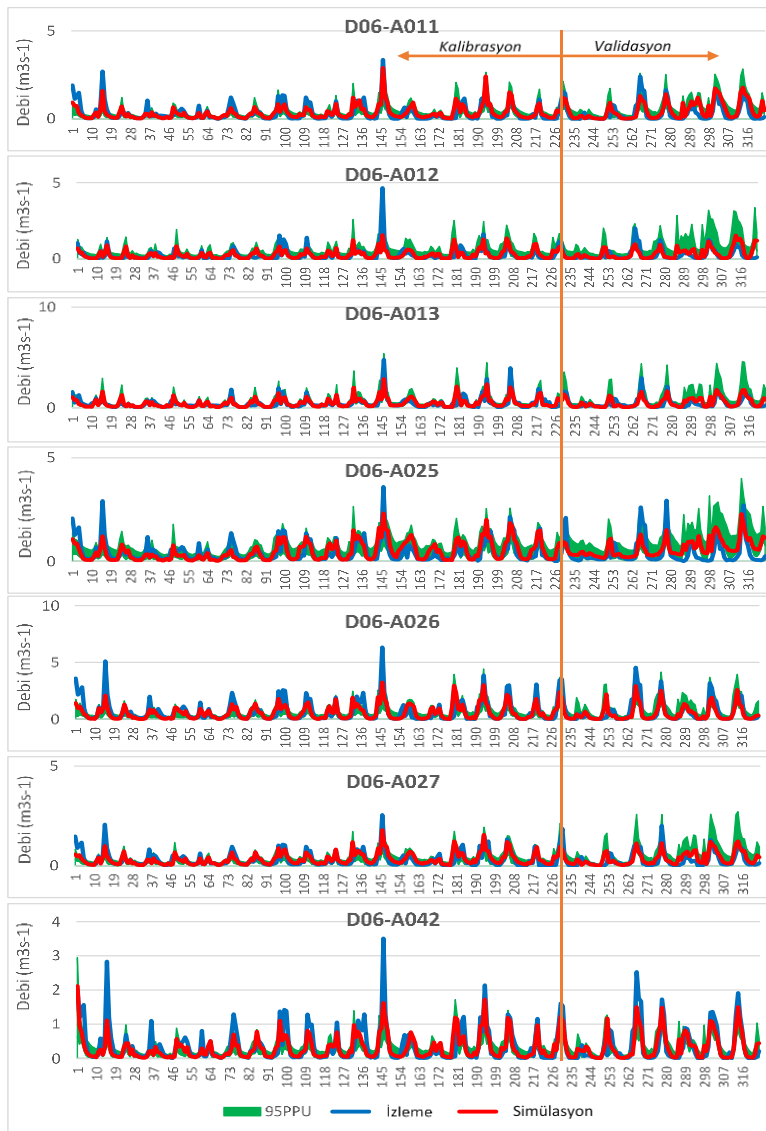 D06-A011
Kalibrasyon Validasyon
Debi (m3s-1)
5
0
1 10 19 28 37 46 55 64 73 82 91 100 109 118 127 136 145 154 163 172 181 190 199 208 217 226 235 244 253 262 271 280 289 298 307 316
D06-A012
Debi (m3s-1)
5
0
1 10 19 28 37 46 55 64 73 82 91 100 109 118 127 136 145 154 163 172 181 190 199 208 217 226 235 244 253 262 271 280 289 298 307 316
D06-A013
Debi (m3s-1)
10
0
1 10 19 28 37 46 55 64 73 82 91 100 109 118 127 136 145 154 163 172 181 190 199 208 217 226 235 244 253 262 271 280 289 298 307 316
D06-A025
Debi (m3s-1)
5
0
1 10 19 28 37 46 55 64 73 82 91 100 109 118 127 136 145 154 163 172 181 190 199 208 217 226 235 244 253 262 271 280 289 298 307 316
D06-A026
Debi (m3s-1)
10
5
0
1 10 19 28 37 46 55 64 73 82 91 100 109 118 127 136 145 154 163 172 181 190 199 208 217 226 235 244 253 262 271 280 289 298 307 316
D06-A027
Debi (m3s-1)
5
0
1 10 19 28 37 46 55 64 73 82 91 100 109 118 127 136 145 154 163 172 181 190 199 208 217 226 235 244 253 262 271 280 289 298 307 316
D06-A042
Debi (m3s-1)
4
3
2
1
0
1 10 19 28 37 46 55 64 73 82 91 100 109 118 127 136 145 154 163 172 181 190 199 208 217 226 235 244 253 262 271 280 289 298 307 316
95PPU İzleme Simülasyon